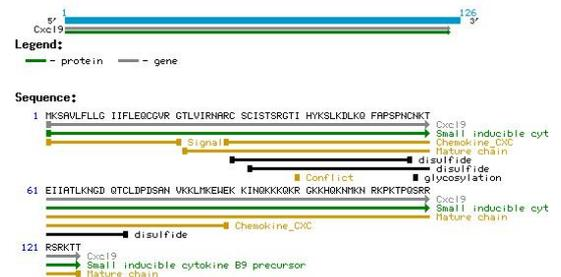 1 126
5' 3'
Cxcl9
Legend:
- protein - gene
Sequence:
1 MKSAVLFLLG IIFLEQCGVR GTLVIRNARC SCISTSRGTI HYKSLKDLKQ FAPSPNCNKT
Cxcl9
Small inducible cyt
Signal Chemokine_CXC
Mature chain
disulfide
disulfide
Conflict glycosylation
61 EIIATLKNGD QTCLDPDSAN VKKLMKEWEK KINQKKKQKR GKKHQKNMKN RKPKTPQSRR
Cxcl9
Small inducible cyt
Mature chain
Chemokine_CXC
disulfide
121 RSRKTT
Cxcl9
Small inducible cytokine B9 precursor
Mature chain